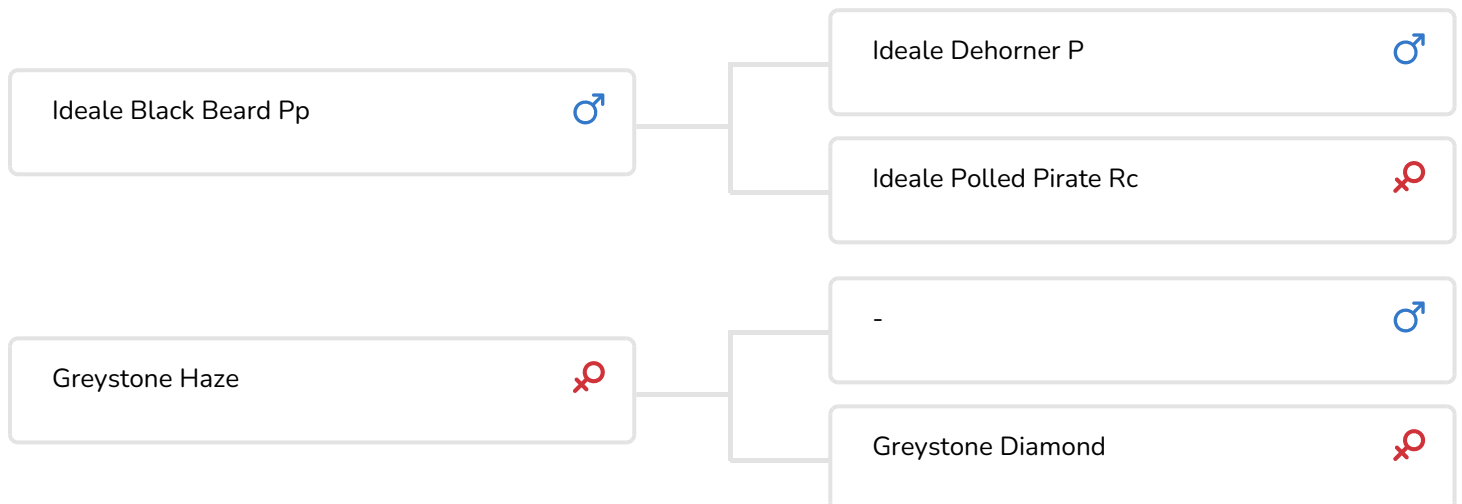 Ideale Dehorner P
Ideale Black Beard Pp
Ideale Polled Pirate Rc
-
Greystone Haze
Greystone Diamond